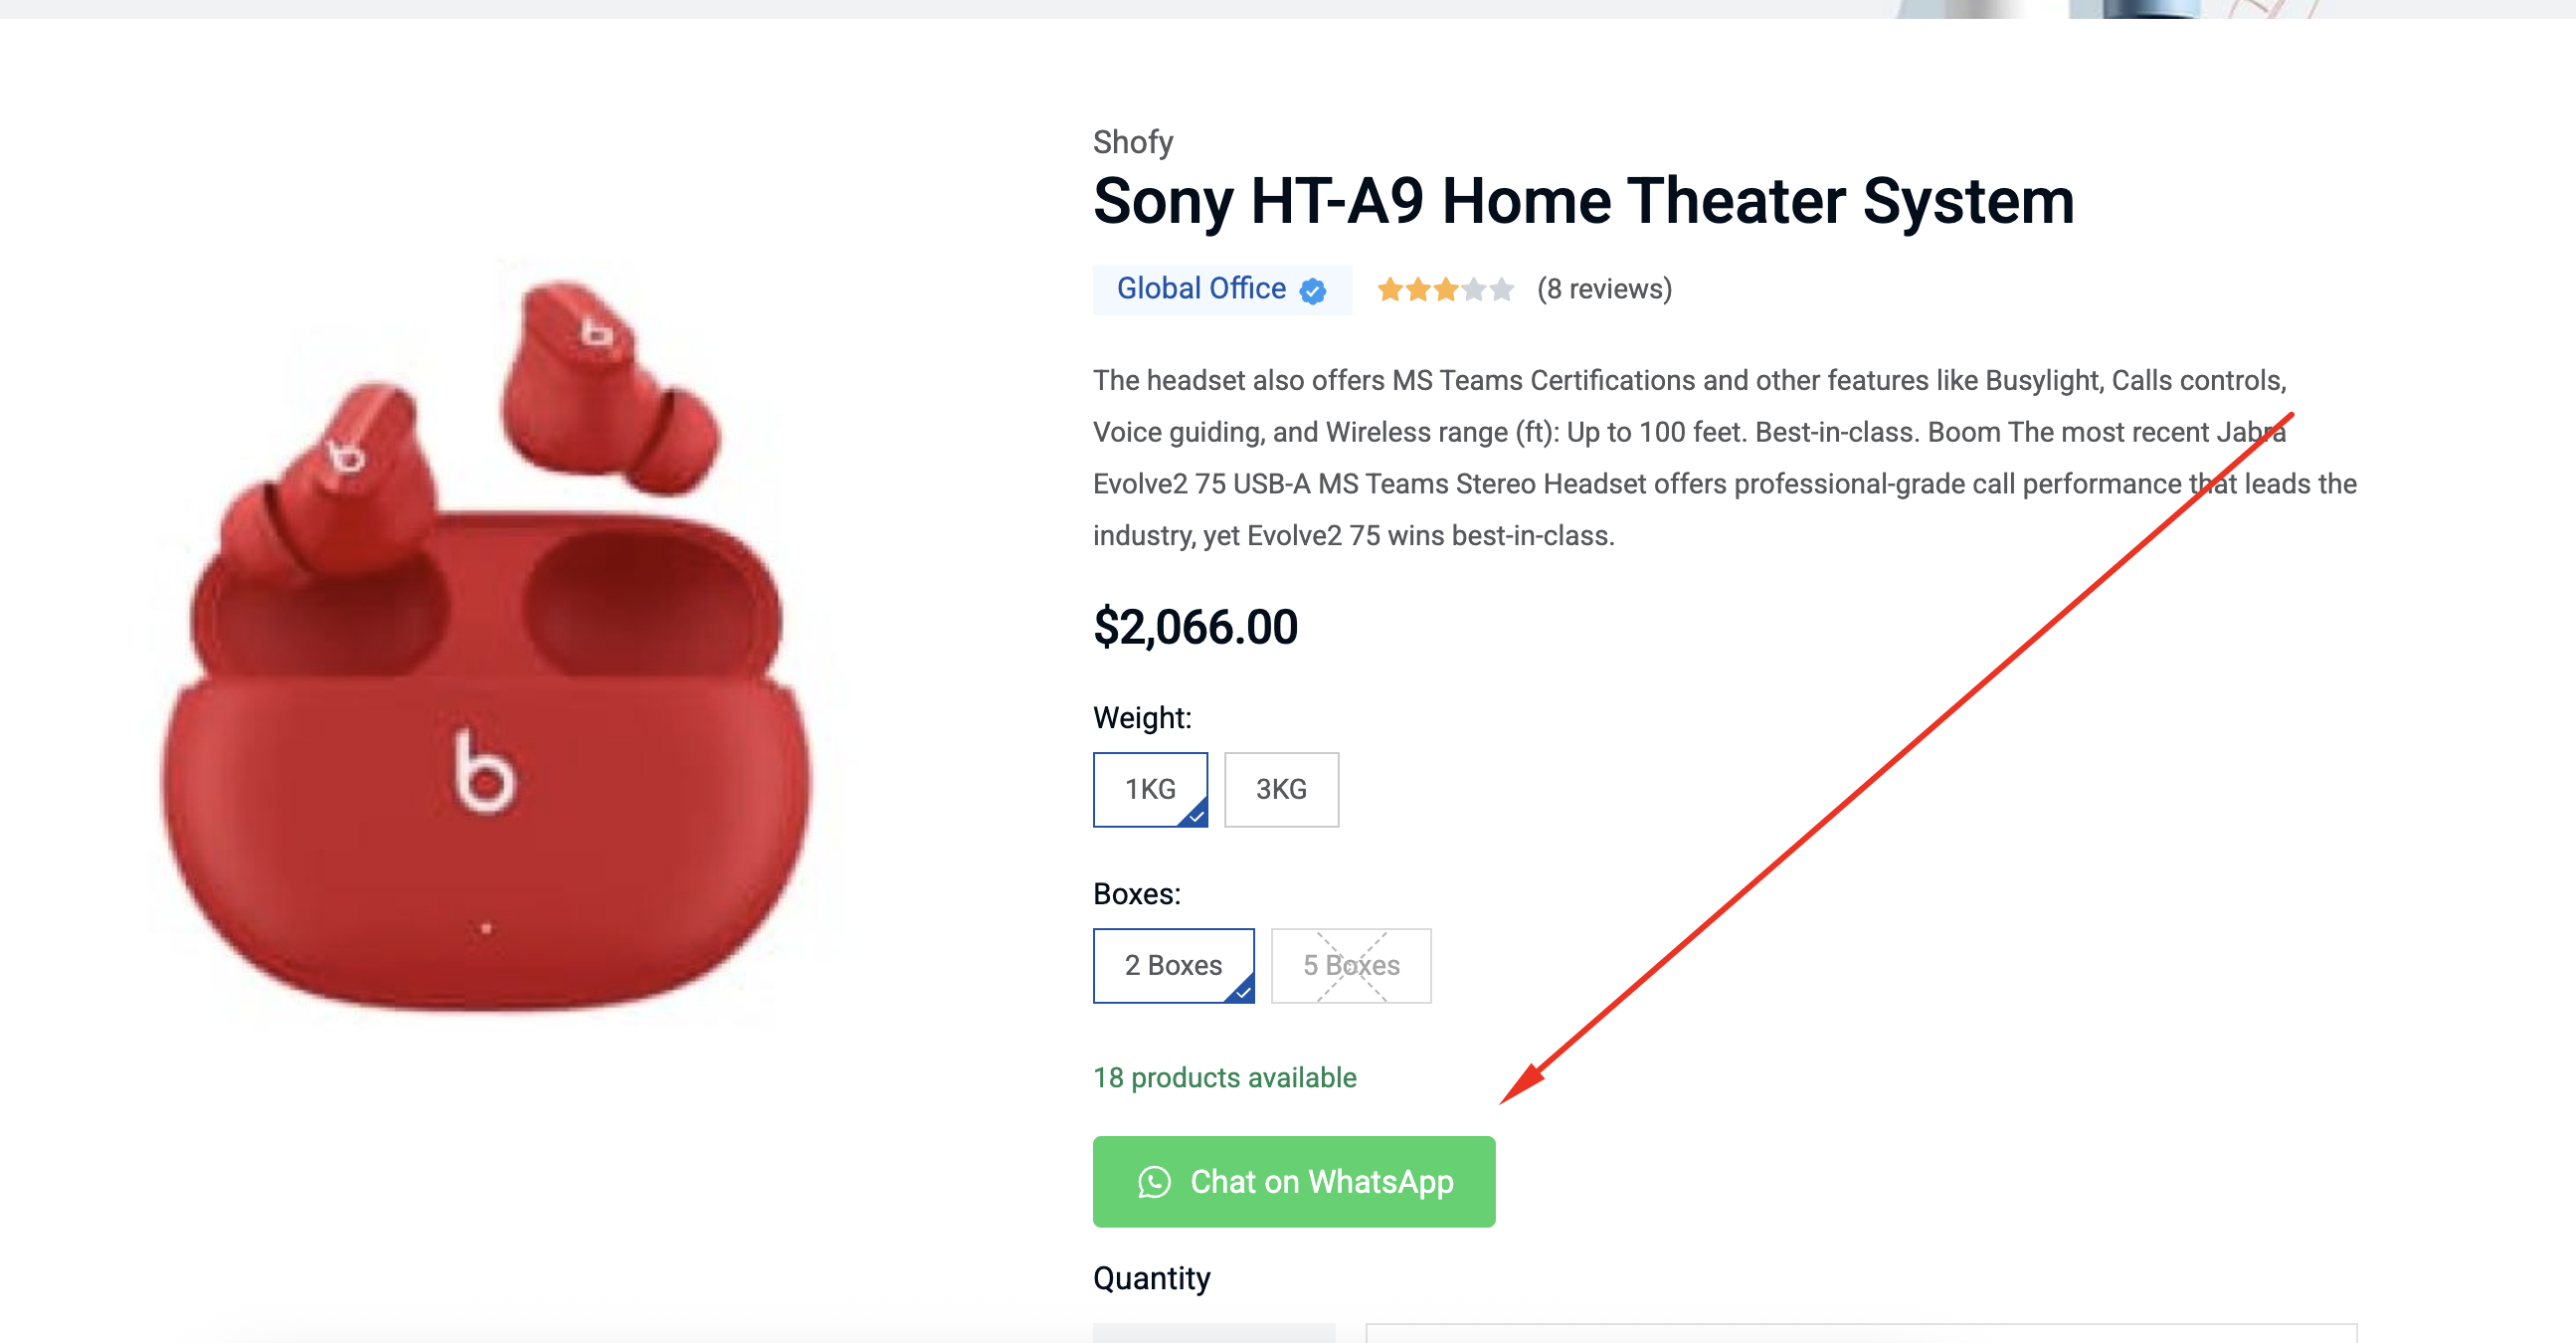 Shofy
Sony HT-A9 Home Theater System
Global Office
(8 reviews)
The headset also offers MS Teams Certifications and other features like Busylight, Calls controls,
Voice guiding, and Wireless range (ft): Up to 100 feet. Best-in-class. Boom The most recent Jabra
Evolve2 75 USB-A MS Teams Stereo Headset offers professional-grade call performance that leads the
industry, yet Evolve2 75 wins best-in-class.
$2,066.00
Weight:
1KG 3KG
Boxes:
2 Boxes 5 Boxes
18 products available
Chat on WhatsApp
Quantity
b
b
b